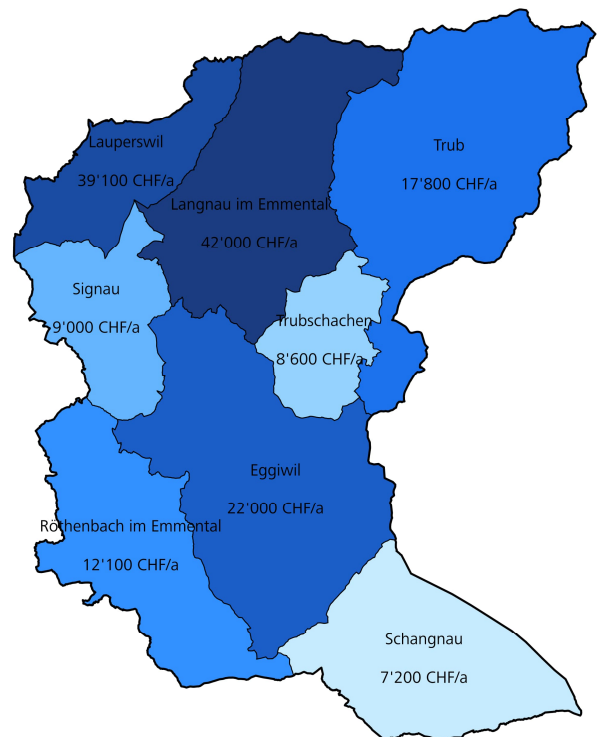 Lauperswil
39'100 CHF/a
Trub
17'800 CHF/a
Langnau im Emmental
42'000 CHF/a
Signau
9'000 CHF/a
Trubschachen
8'600 CHF/a
Eggiwil
22'000 CHF/a
Röthenbach im Emmental
12'100 CHF/a
Schangnau
7'200 CHF/a